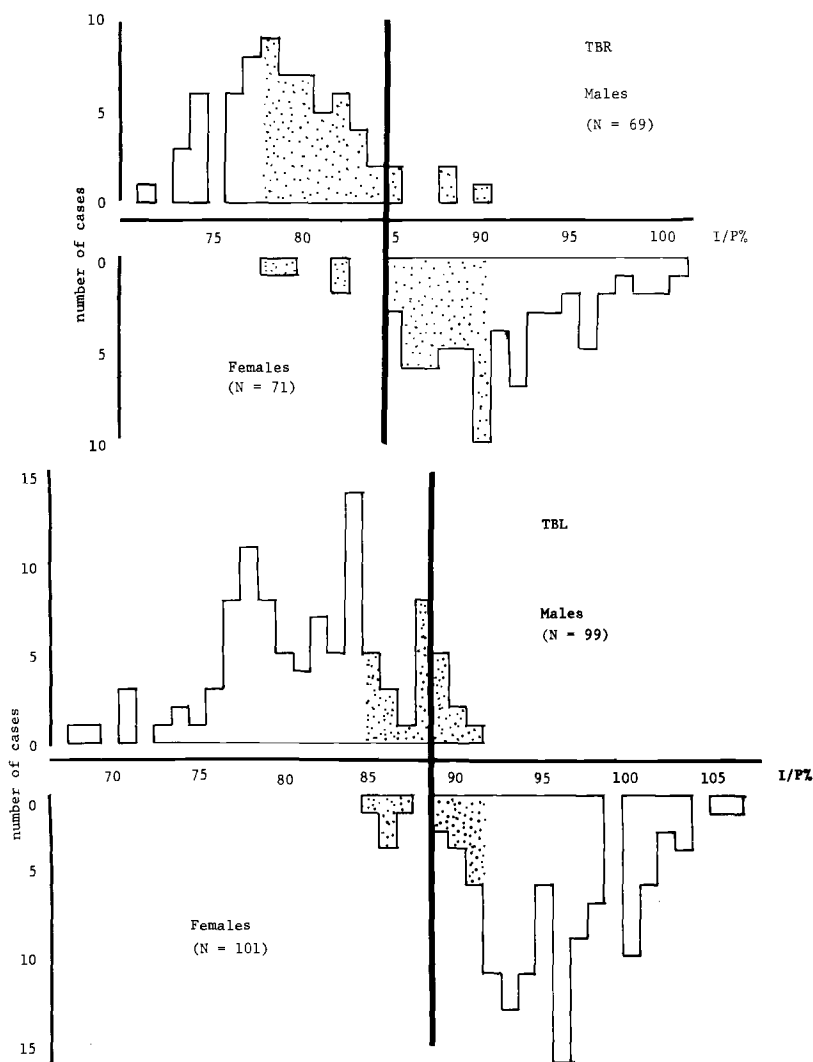 10
TBR
Males
(N = 69)
5
0
number of cases
75 80 5 90 95 100 I/P%
0
5
Females
(N = 71)
10
15
TBL
10
Males
(N = 99)
5
0
number of cases
70 75 80 85 90 95 100 105 I/P%
0
5
Females
(N = 101)
10
15